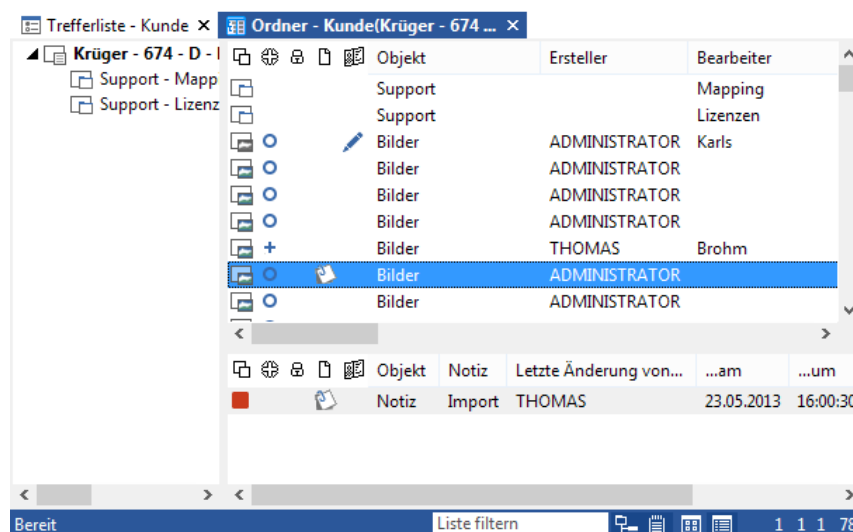 Trefferliste - Kunde
Ordner - Kunde(Krüger - 674 ...
Krüger - 674 - D -
Support - Mapp
Support - Lizenz
Objekt Ersteller Bearbeiter
Support Mapping
Support Lizenzen
Bilder ADMINISTRATOR Karls
Bilder ADMINISTRATOR
Bilder ADMINISTRATOR
Bilder ADMINISTRATOR
Bilder THOMAS Brohm
Bilder ADMINISTRATOR
Bilder ADMINISTRATOR
Objekt Notiz Letzte Änderung von... ...am ...um
Notiz Import THOMAS 23.05.2013 16:00:30
Bereit Liste filtern 1 1 1 78